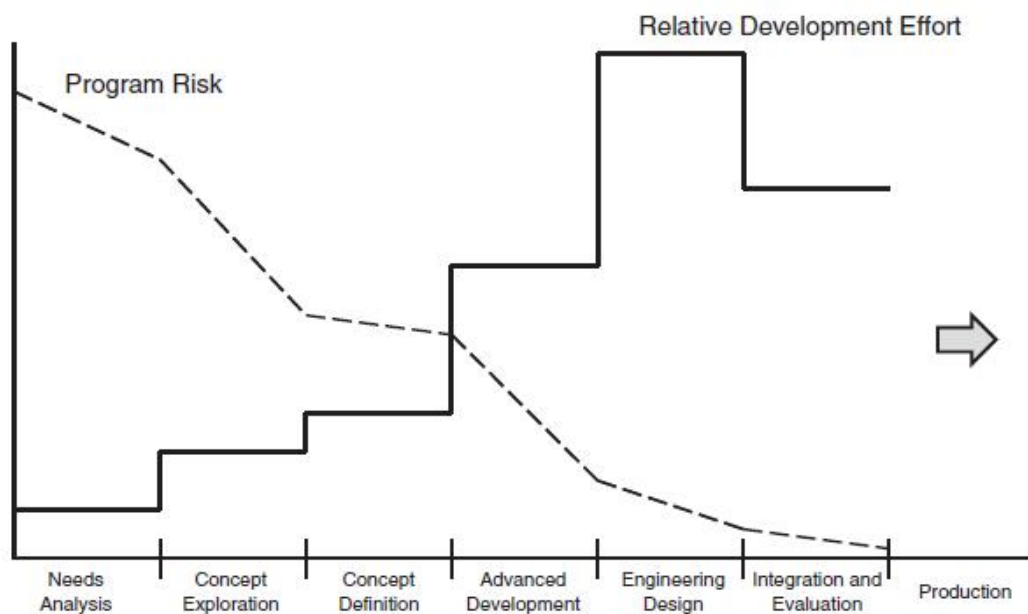 Relative Development Effort
Program Risk
Needs
Analysis
Concept
Exploration
Concept
Definition
Advanced
Development
Engineering
Design
Integration and
Evaluation
Production